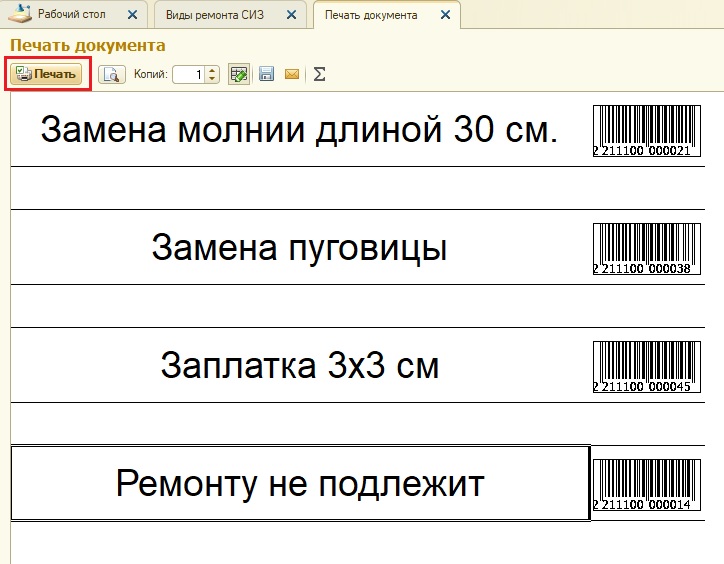 Рабочий стол
Виды ремонта СИЗ
Печать документа
Печать документа
Печать
Копий: 1
Замена молнии длиной 30 см.
2 211100 000021
Замена пуговицы
2 211100 000038
Заплатка 3х3 см
2 211100 000045
Ремонту не подлежит
2 211100 000014